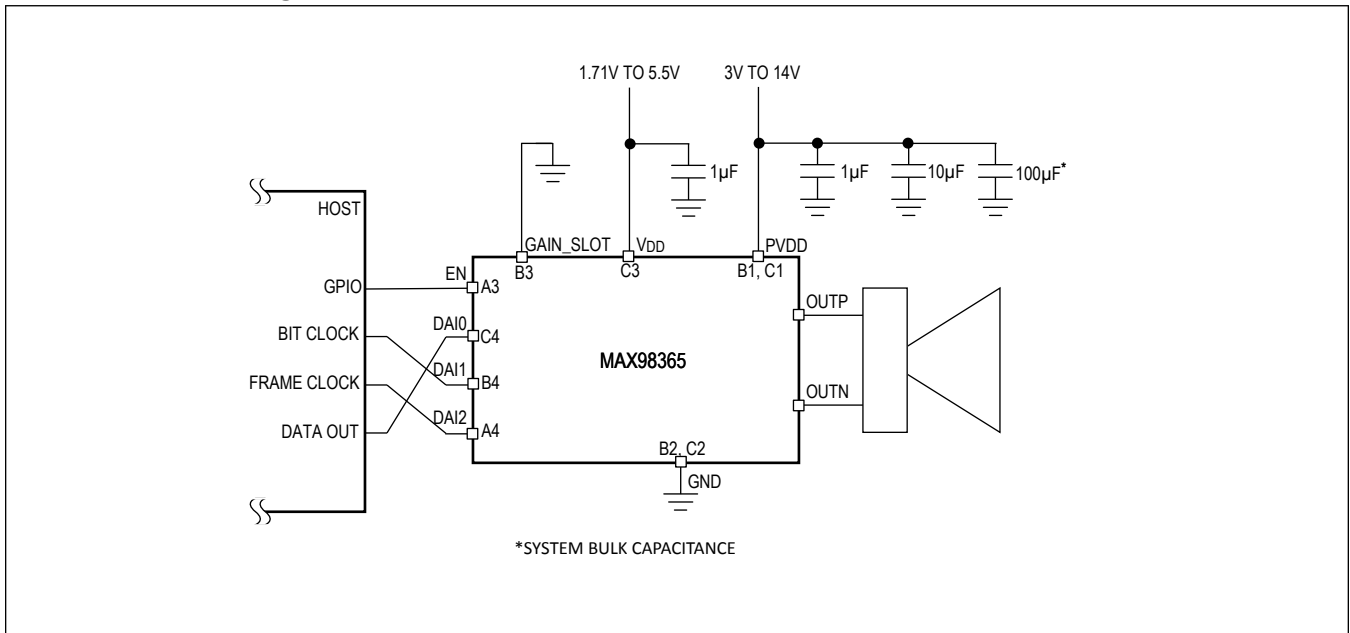 1.71V TO 5.5V
3V TO 14V
1µF
1µF
10µF
100µF*
HOST
GAIN_SLOT
VDD
PVDD
B3
C3
B1, C1
GPIO
EN
A3
OUTP
BIT CLOCK
DAI0
C4
MAX98365
FRAME CLOCK
DAI1
B4
OUTN
DATA OUT
DAI2
A4
B2, C2
GND
*SYSTEM BULK CAPACITANCE